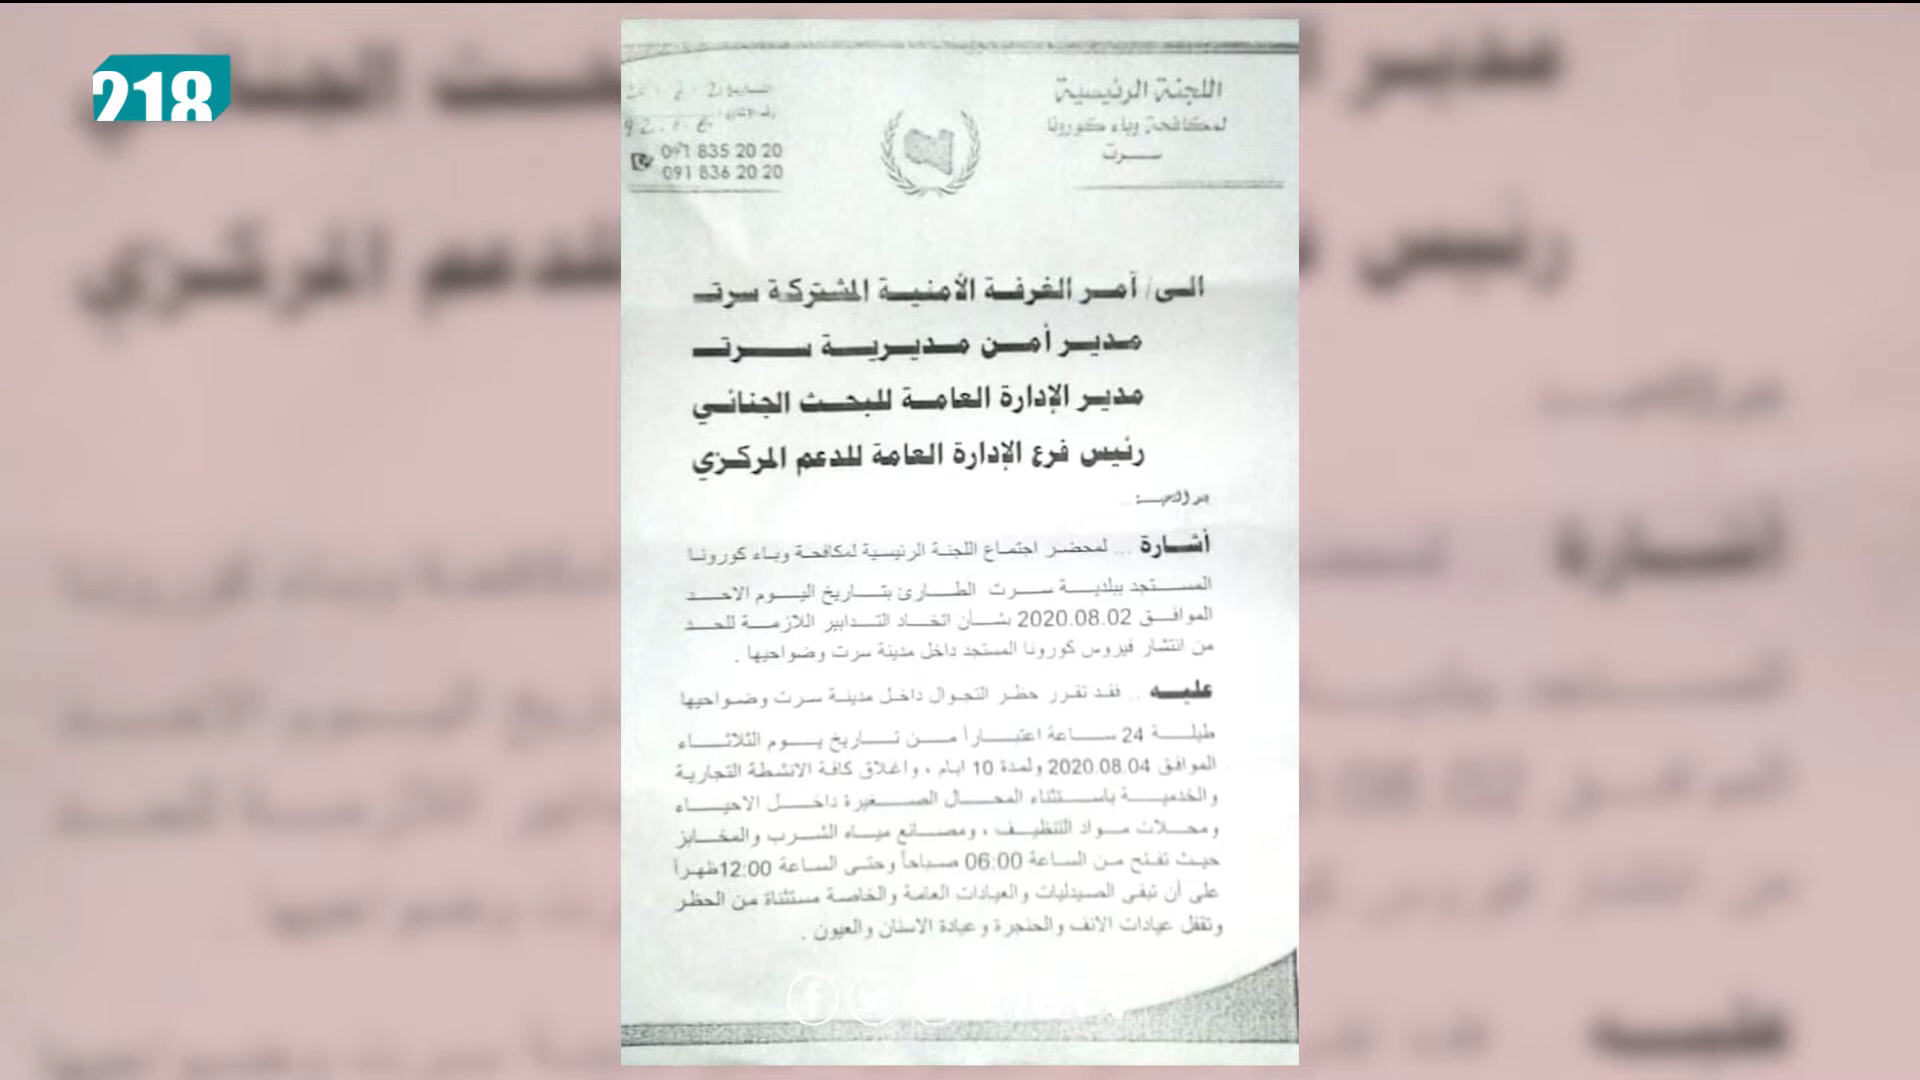 218
اللجنة الرئيسية
لمكافحة وباء كورونا
سرت
091 835 20 20
091 836 20 20
الى/ آمر الغرفة الأمنية المشتركة سرت
مدير أمن مديرية سرت
مدير الإدارة العامة للبحث الجنائي
رئيس فرع الإدارة العامة للدعم المركزي
أشارة ... لمحضر اجتماع اللجنة الرئيسية لمكافحة وباء كورونا
المستجد ببلدية سرت الطارئ بتاريخ اليوم الاحد
الموافق 2020.08.02 بشأن اتخاد التدابير اللازمة للحد
من انتشار فيروس كورونا المستجد داخل مدينة سرت وضواحيها .
عليه .. فقد تقرر حظر التجوال داخل مدينة سرت وضواحيها
طيلة 24 ساعة اعتباراً من تاريخ يوم الثلاثاء
الموافق 2020.08.04 ولمدة 10 ايام ، واغلاق كافة الانشطة التجارية
والخدمية باستثناء المحال الصغيرة داخل الاحياء
ومحلات مواد التنظيف ، ومصانع مياه الشرب والمخابز
حيث تفتح من الساعة 06:00 صباحاً وحتى الساعة 12:00ظهراً
على أن تبقى الصيدليات والعيادات العامة والخاصة مستثناة من الحظر
وتقفل عيادات الانف والحنجرة وعيادة الاسنان والعيون .